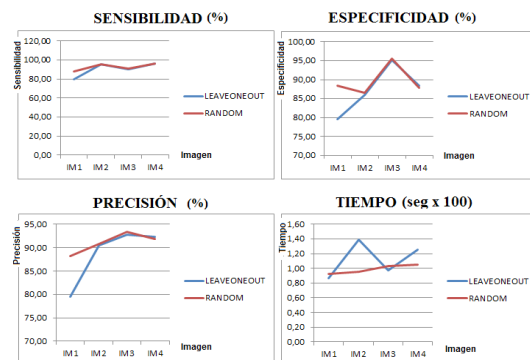 SENSIBILIDAD (%)
Sensibilidad
120,00
100,00
80,00
60,00
40,00
20,00
0,00
IM1 IM2 IM3 IM4
Imagen
LEAVEONEOUT
RANDOM
ESPECIFICIDAD (%)
Especificidad
100,00
95,00
90,00
85,00
80,00
75,00
70,00
IM1 IM2 IM3 IM4
Imagen
LEAVEONEOUT
RANDOM
PRECISIÓN (%)
Precisión
95,00
90,00
85,00
80,00
75,00
70,00
IM1 IM2 IM3 IM4
Imagen
LEAVEONEOUT
RANDOM
TIEMPO (seg x 100)
Tiempo
1,60
1,40
1,20
1,00
0,80
0,60
0,40
0,20
0,00
IM1 IM2 IM3 IM4
Imagen
LEAVEONEOUT
RANDOM